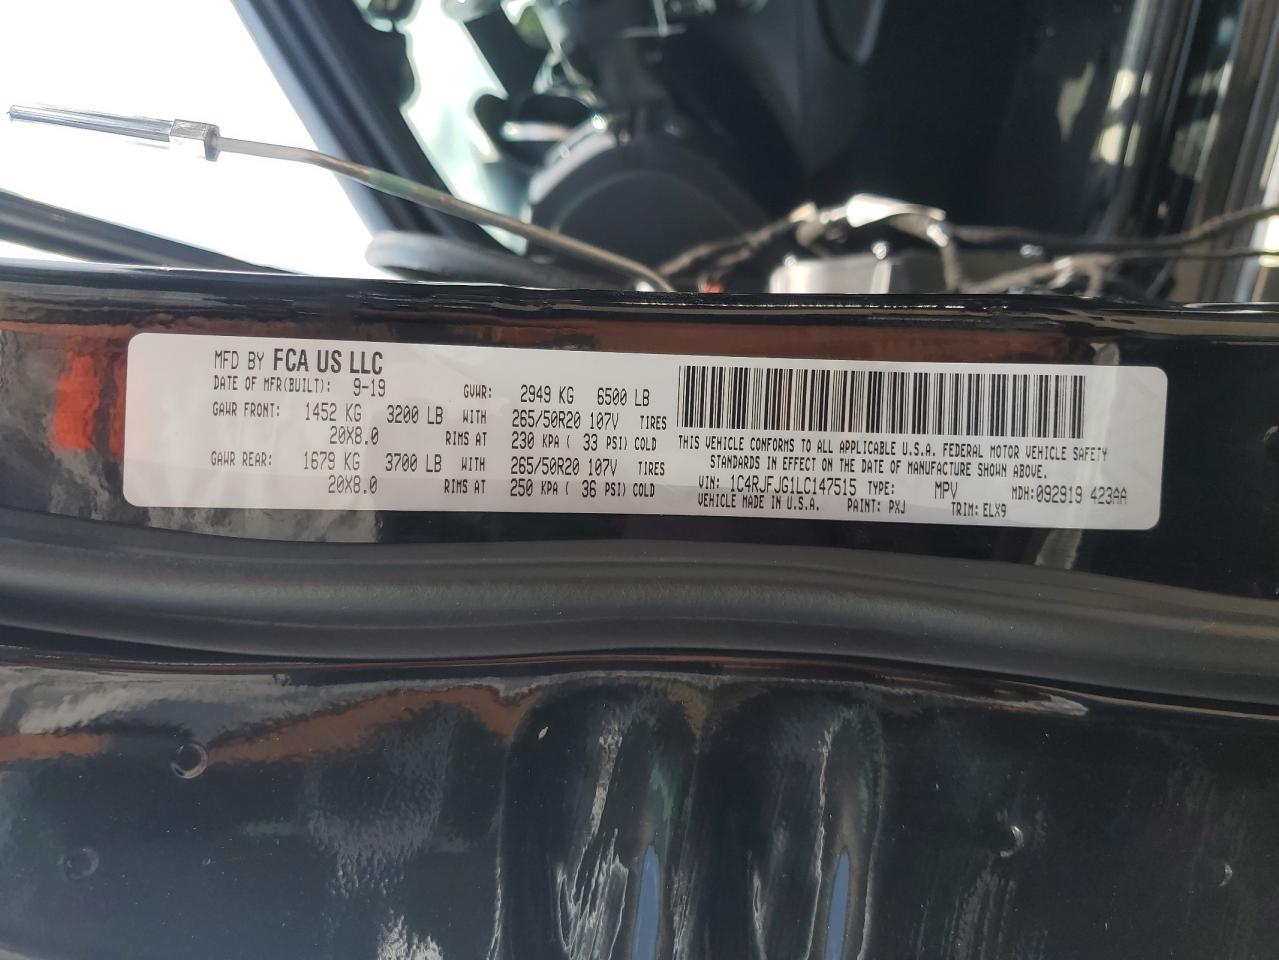 MFD BY FCA US LLC
DATE OF MFR(BUILT): 9-19 GVWR: 2949 KG 6500 LB
GAWR FRONT: 1452 KG 3200 LB WITH 265/50R20 107V TIRES
20X8.0 RIMS AT 230 KPA ( 33 PSI) COLD
GAWR REAR: 1679 KG 3700 LB WITH 265/50R20 107V TIRES
20X8.0 RIMS AT 250 KPA ( 36 PSI) COLD
THIS VEHICLE CONFORMS TO ALL APPLICABLE U.S.A. FEDERAL MOTOR VEHICLE SAFETY
STANDARDS IN EFFECT ON THE DATE OF MANUFACTURE SHOWN ABOVE.
VIN: 1C4RJFJG1LC147515 TYPE: MPV MDH:092919 423AA
VEHICLE MADE IN U.S.A. PAINT: PXJ TRIM: ELX9